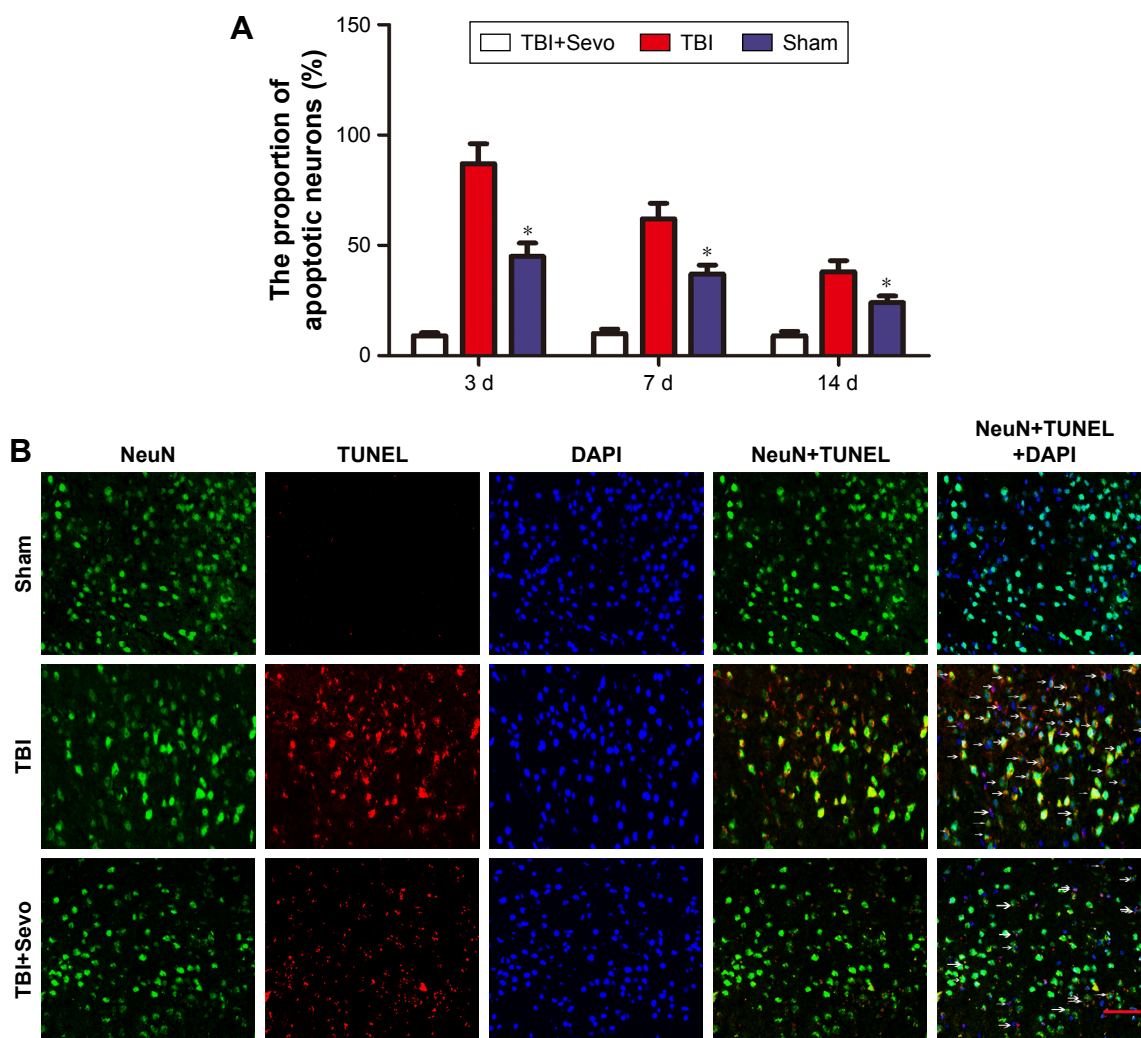 A
150
TBI+Sevo TBI Sham
The proportion of
apoptotic neurons (%)
100
*
*
50
*
0
3 d 7 d 14 d
B
NeuN TUNEL DAPI NeuN+TUNEL NeuN+TUNEL
+DAPI
Sham
TBI
TBI+Sevo